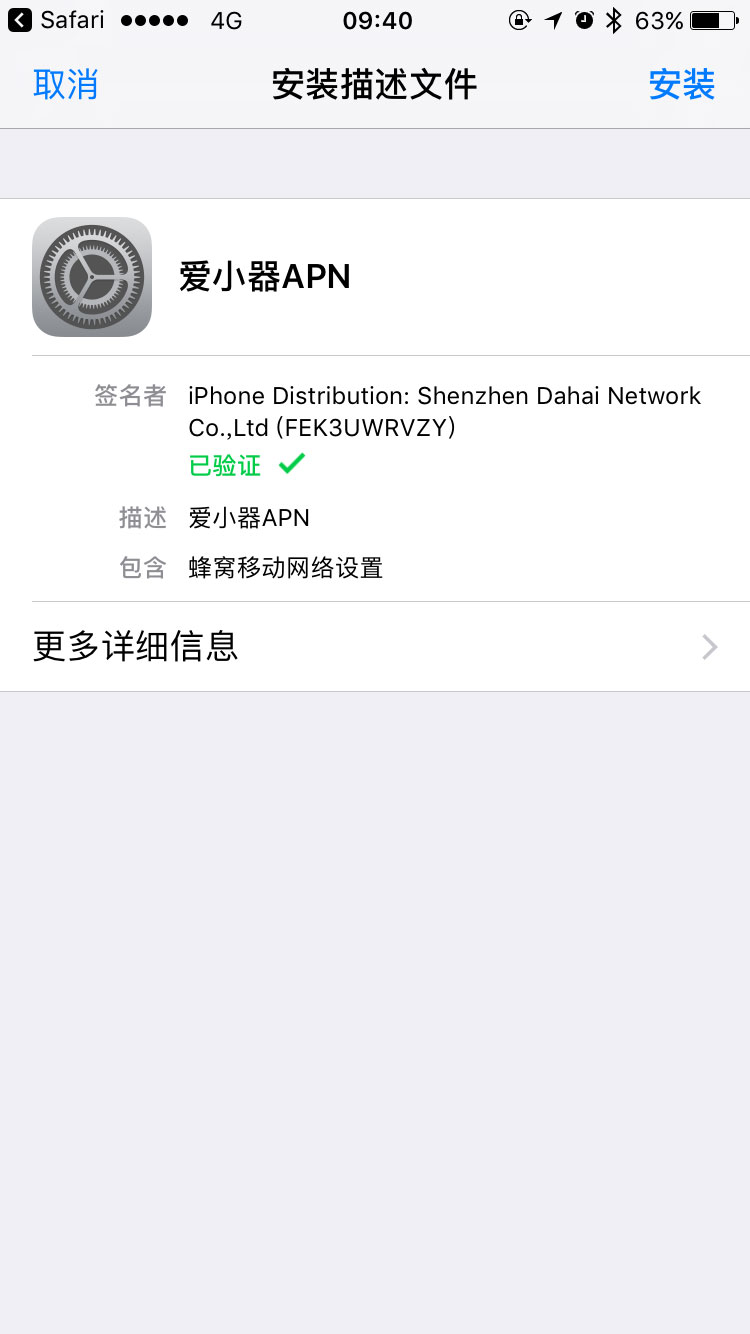 Safari 4G 09:40 63%
取消 安装描述文件 安装
爱小器APN
签名者 iPhone Distribution: Shenzhen Dahai Network
Co.,Ltd (FEK3UWRVZY)
已验证
描述 爱小器APN
包含 蜂窝移动网络设置
更多详细信息